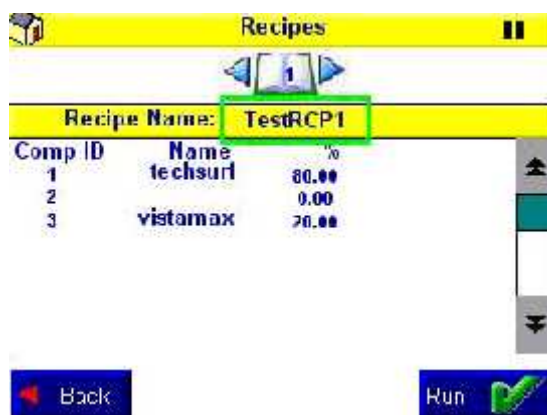 Recipes
1
Recipe Name: TestRCP1
Comp ID Name %
1 techsurf 80.00
2 0.00
3 vistamax 20.00
Back Run